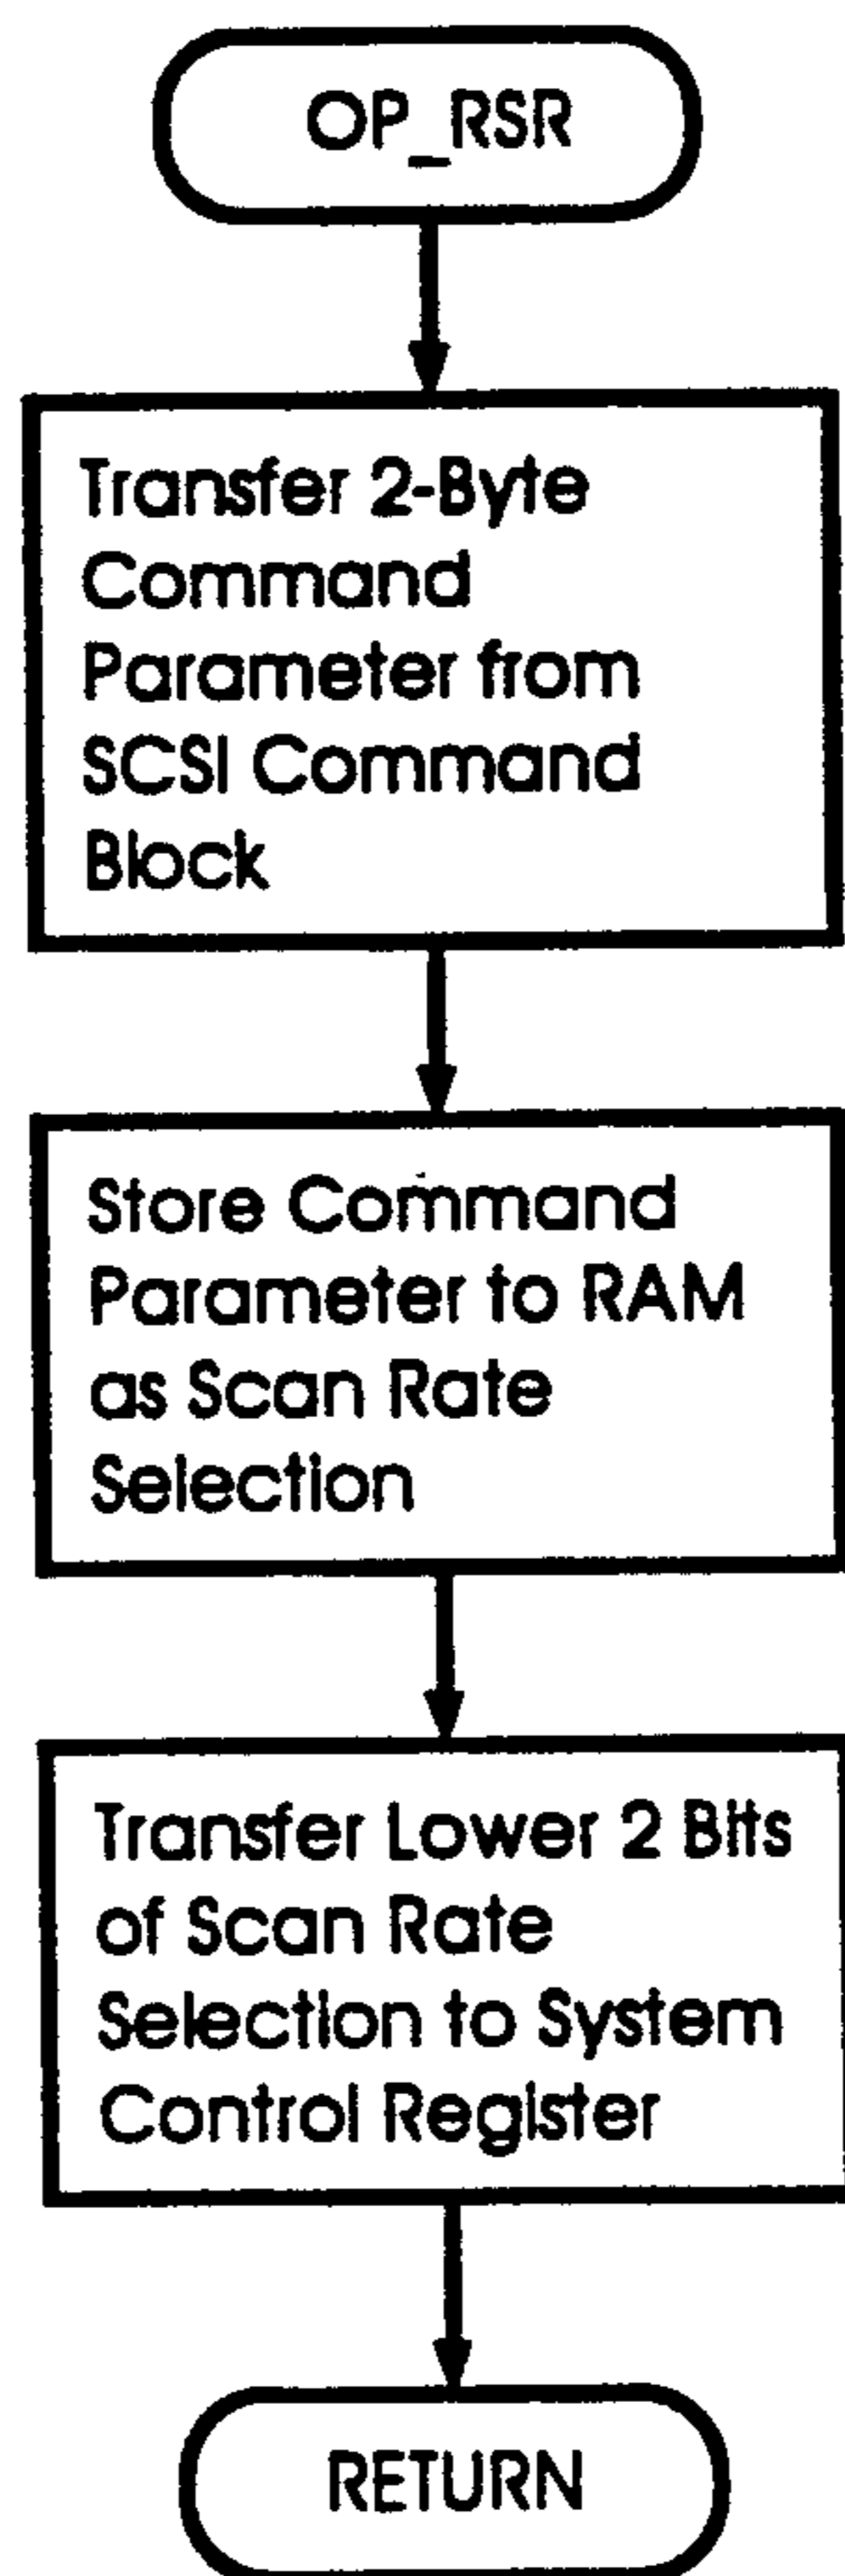 OP_RSR
Transfer 2-Byte
Command
Parameter from
SCSI Command
Block
Store Command
Parameter to RAM
as Scan Rate
Selection
Transfer Lower 2 Bits
of Scan Rate
Selection to System
Control Register
RETURN